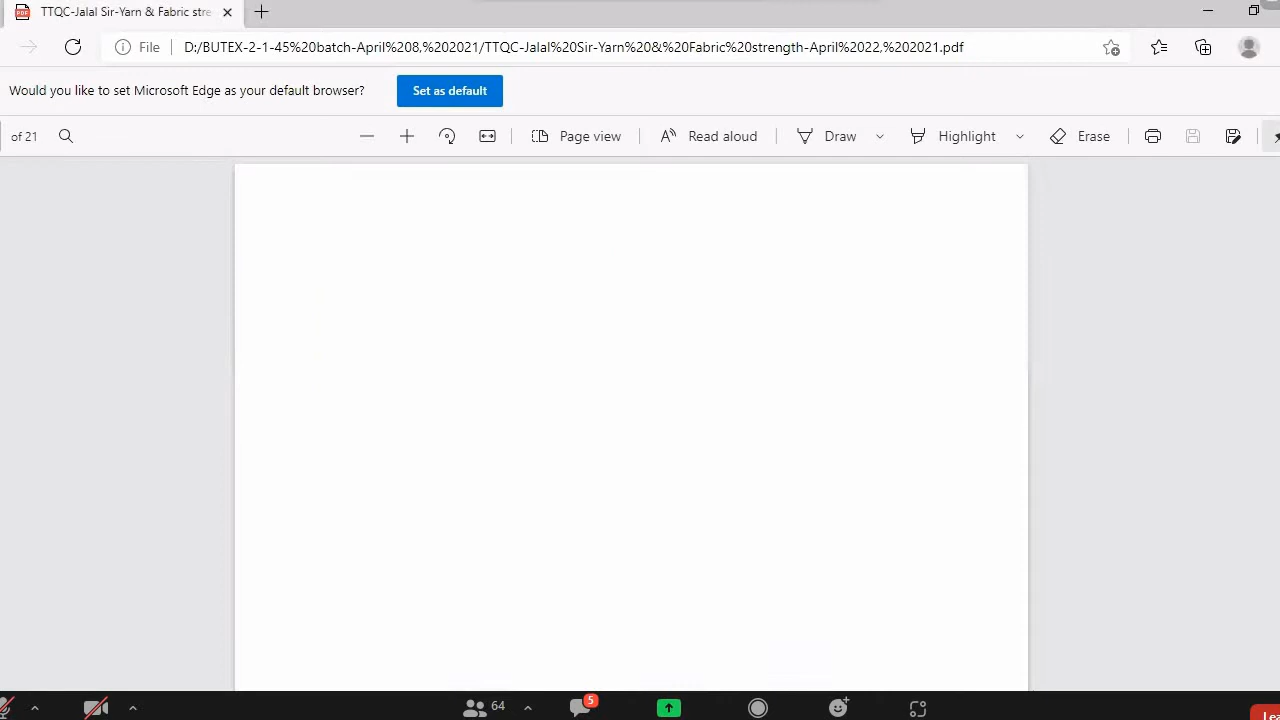 TTQC-Jalal Sir-Yarn & Fabric stre
File
D:/BUTEX-2-1-45%20batch-April%208,%202021/TTQC-Jalal%20Sir-Yarn%20&%20Fabric%20strength-April%2022,%202021.pdf
Would you like to set Microsoft Edge as your default browser?
Set as default
of 21
Page view
Read aloud
Draw
Highlight
Erase
64
5
Lea